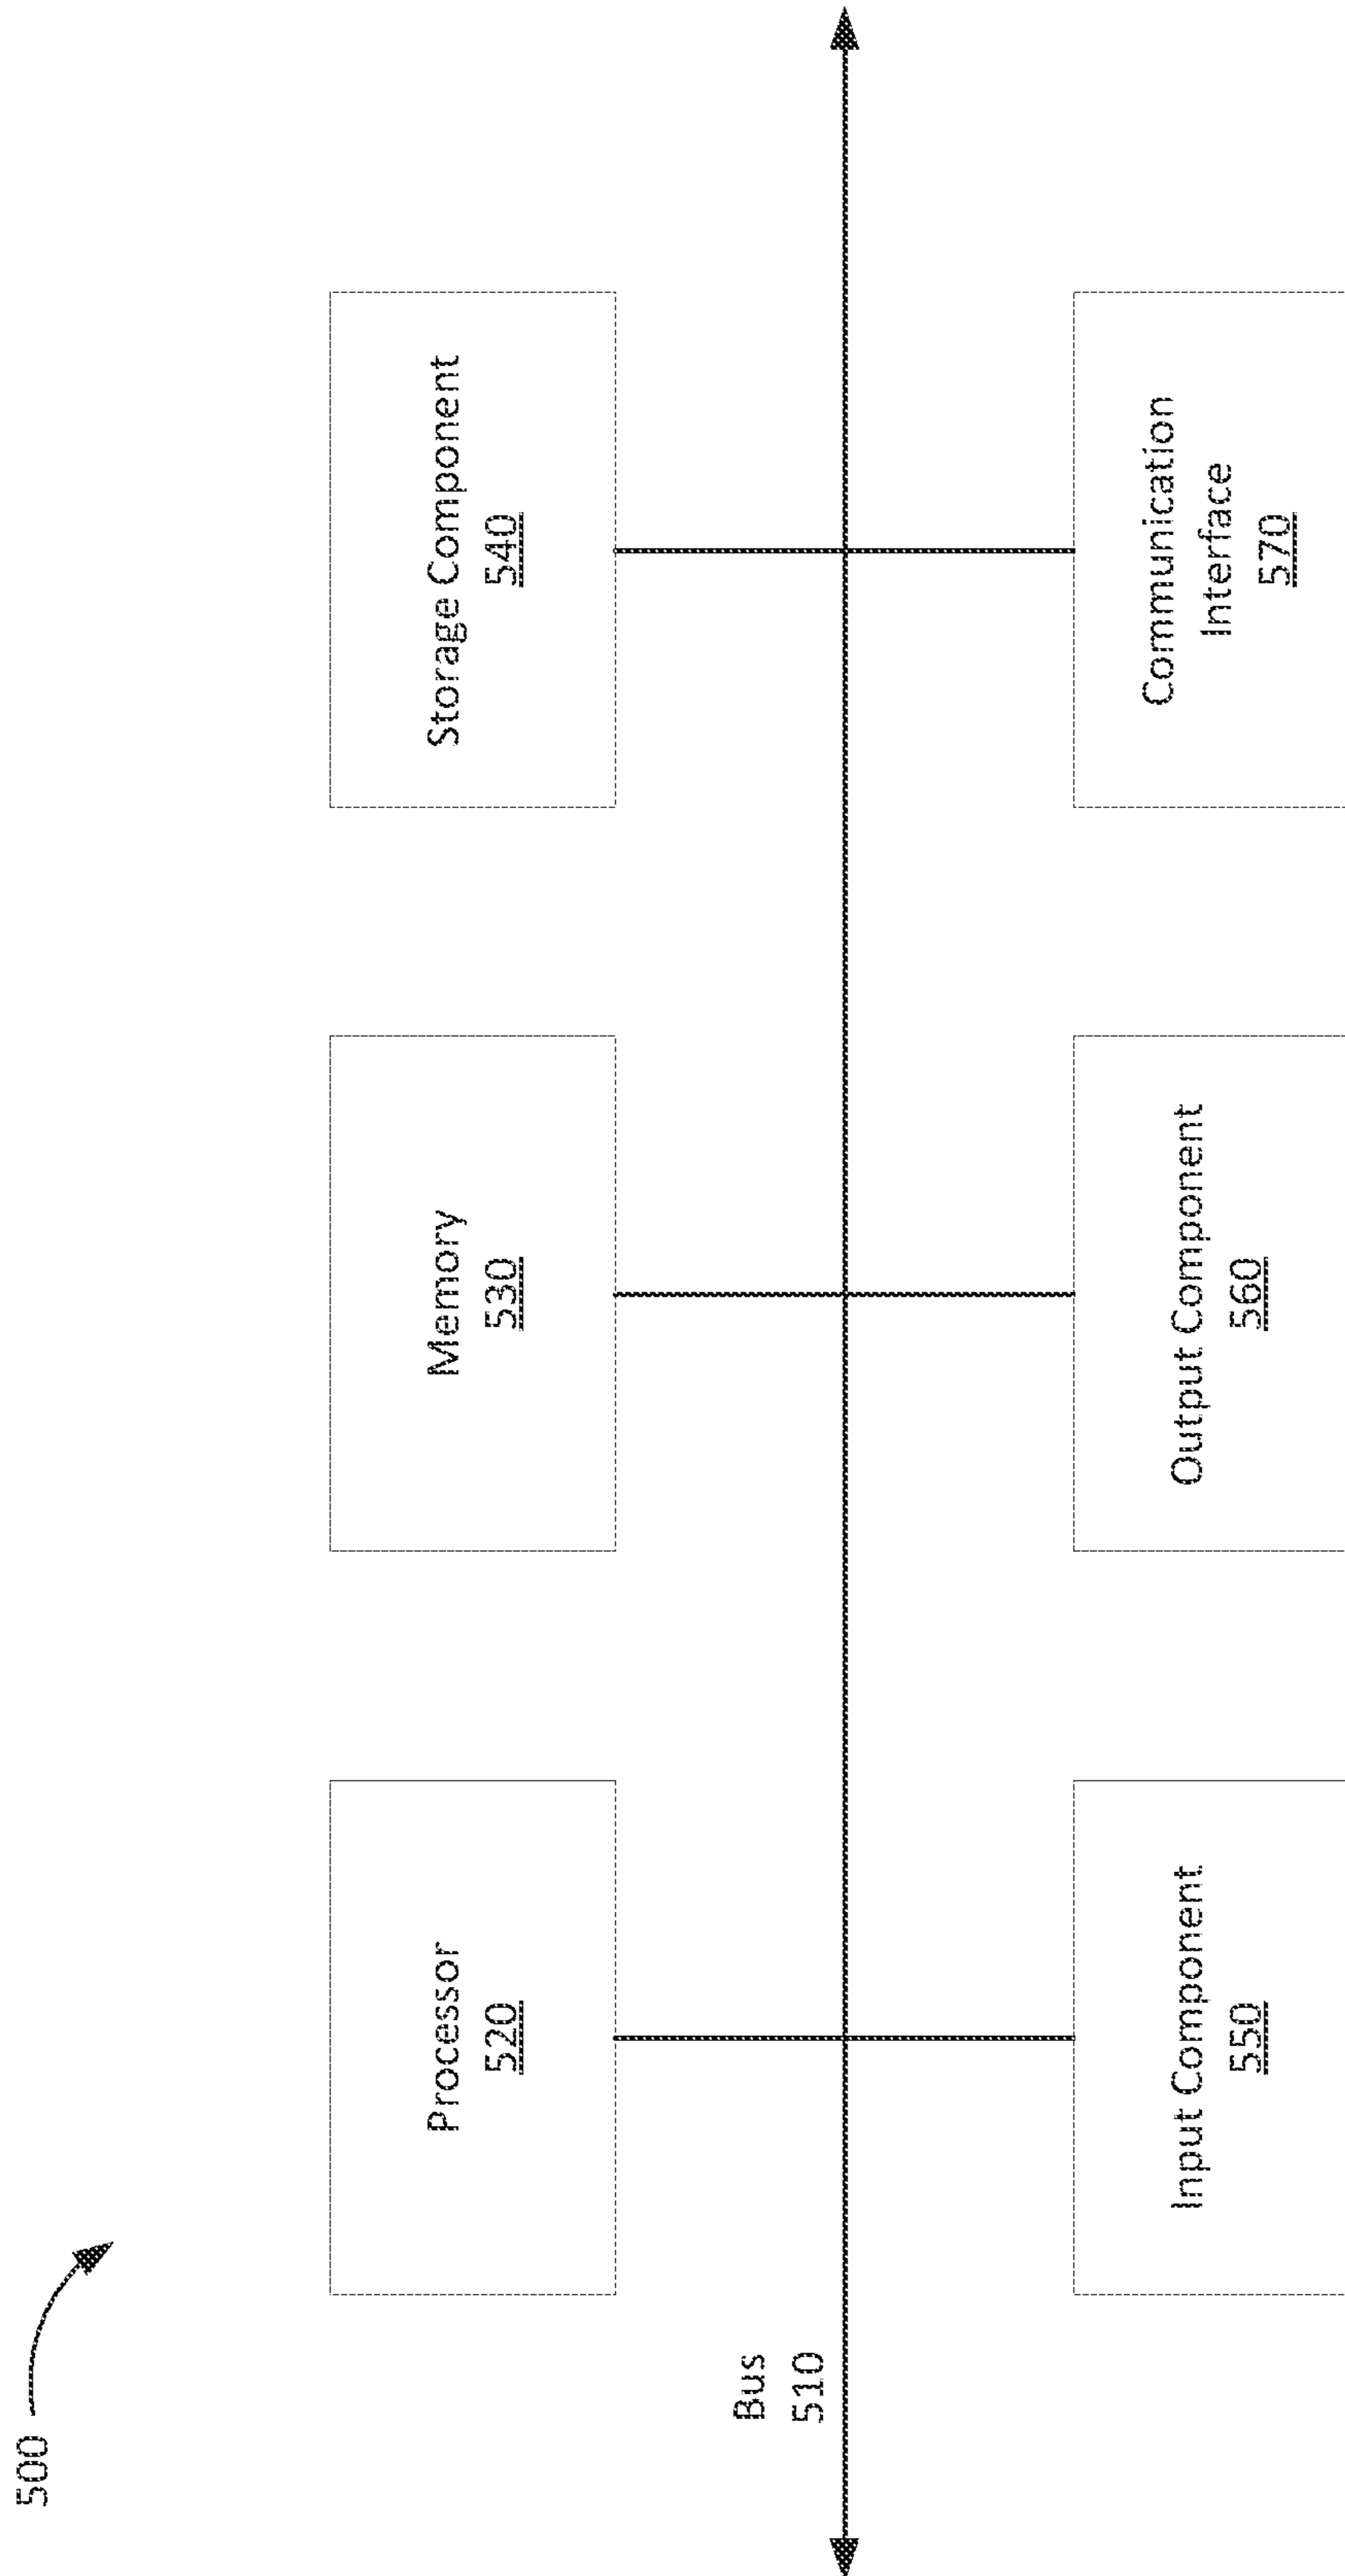 500
Processor
520
Memory
530
Storage Component
540
Bus
510
Input Component
550
Output Component
560
Communication
Interface
570